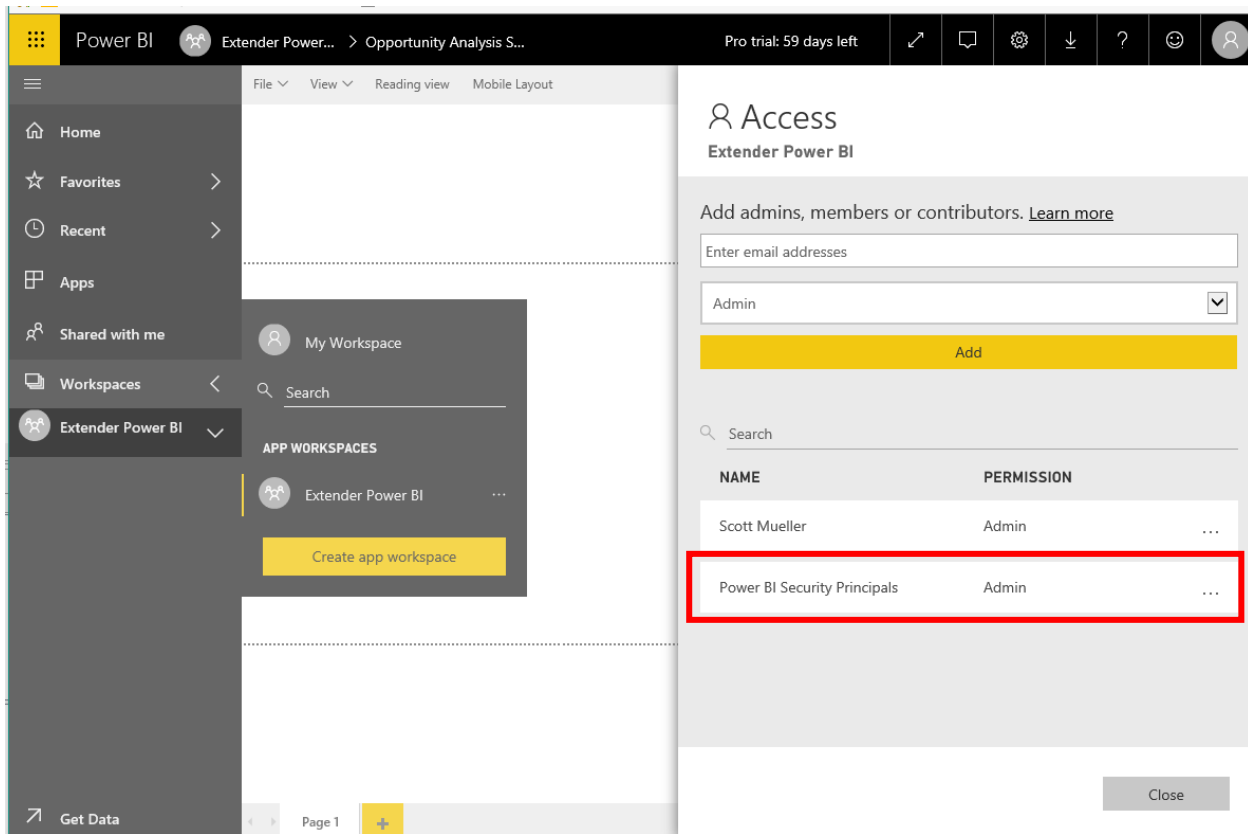 Power BI
Extender Power... > Opportunity Analysis S...
Pro trial: 59 days left
?
File
View
Reading view
Mobile Layout
Home
Favorites
Recent
Apps
Shared with me
Workspaces
Extender Power BI
My Workspace
Search
APP WORKSPACES
Extender Power BI
...
Create app workspace
Get Data
Page 1
+
Access
Extender Power BI
Add admins, members or contributors. Learn more
Enter email addresses
Admin
Add
Search
NAME PERMISSION
Scott Mueller Admin ...
Power BI Security Principals Admin ...
Close